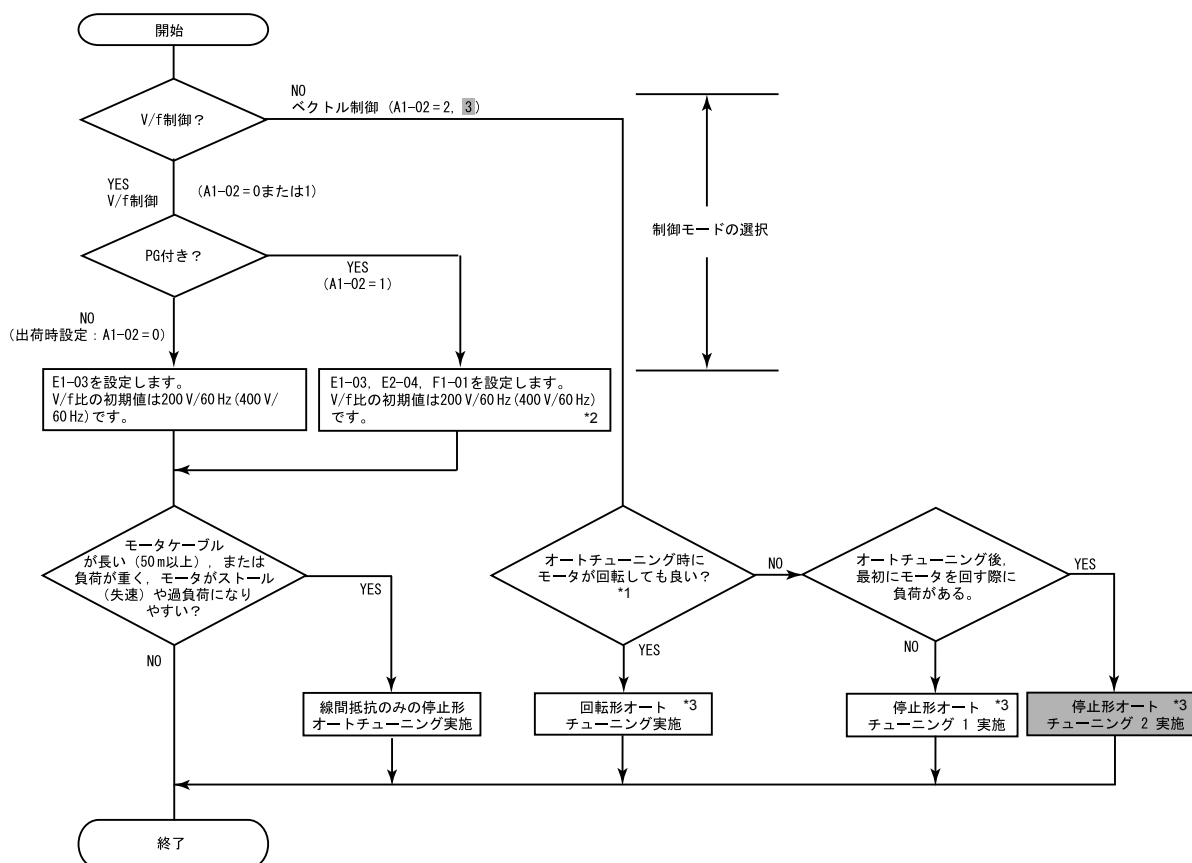 開始
V/f制御？
NO
ベクトル制御（A1-02=2, 3）
YES
V/f制御
（A1-02=0または1）
制御モードの選択
PG付き？
YES
（A1-02=1）
NO
（出荷時設定：A1-02=0）
E1-03を設定します。
V/f比の初期値は200 V/60 Hz(400 V/
60 Hz)です。
E1-03, E2-04, F1-01を設定します。
V/f比の初期値は200 V/60 Hz(400 V/60 Hz)
です。 *2
モータケーブル
が長い（50m以上），または
負荷が重く，モータがストール
（失速）や過負荷になり
やすい？
YES
NO
オートチューニング時に
モータが回転しても良い？
*1
NO
YES
オートチューニング後，
最初にモータを回す際に
負荷がある。
YES
NO
線間抵抗のみの停止形
オートチューニング実施
回転形オート *3
チューニング実施
停止形オート *3
チューニング 1 実施
停止形オート *3
チューニング 2 実施
終了